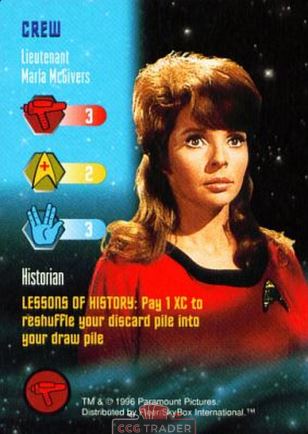 CREW
Lieutenant
Marla McGivers
3
2
3
Historian
LESSONS OF HISTORY: Pay 1 XC to
reshuffle your discard pile into
your draw pile
TM & © 1996 Paramount Pictures.
Distributed by Fleer/SkyBox International.™
CCG TRADER